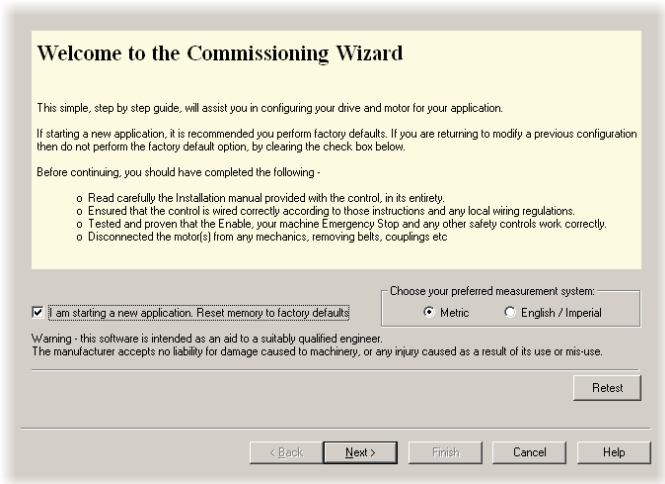 Welcome to the Commissioning Wizard
This simple, step by step guide, will assist you in configuring your drive and motor for your application.
If starting a new application, it is recommended you perform factory defaults. If you are returning to modify a previous configuration
then do not perform the factory default option, by clearing the check box below.
Before continuing, you should have completed the following -
o Read carefully the Installation manual provided with the control, in its entirety.
o Ensured that the control is wired correctly according to those instructions and any local wiring regulations.
o Tested and proven that the Enable, your machine Emergency Stop and any other safety controls work correctly.
o Disconnected the motor(s) from any mechanics, removing belts, couplings etc
Choose your preferred measurement system:
I am starting a new application. Reset memory to factory defaults
Metric
English / Imperial
Warning - this software is intended as an aid to a suitably qualified engineer.
The manufacturer accepts no liability for damage caused to machinery, or any injury caused as a result of its use or mis-use.
Retest
< Back
Next >
Finish
Cancel
Help